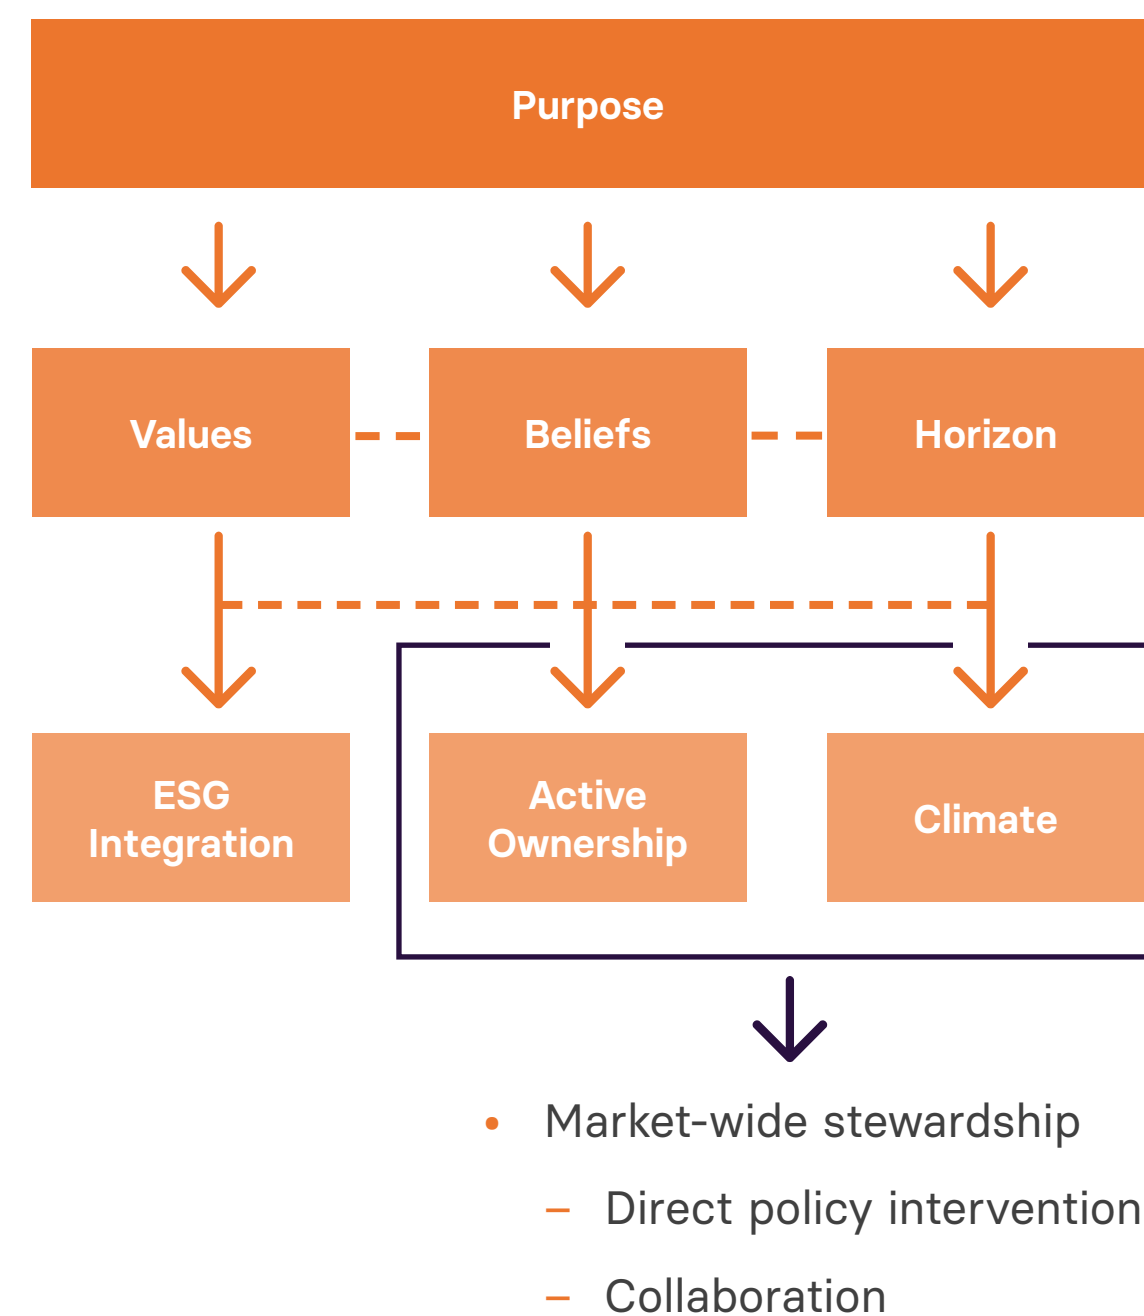 Purpose
Values
Beliefs
Horizon
ESG
Integration
Active
Ownership
Climate
• Market-wide stewardship
– Direct policy intervention
– Collaboration